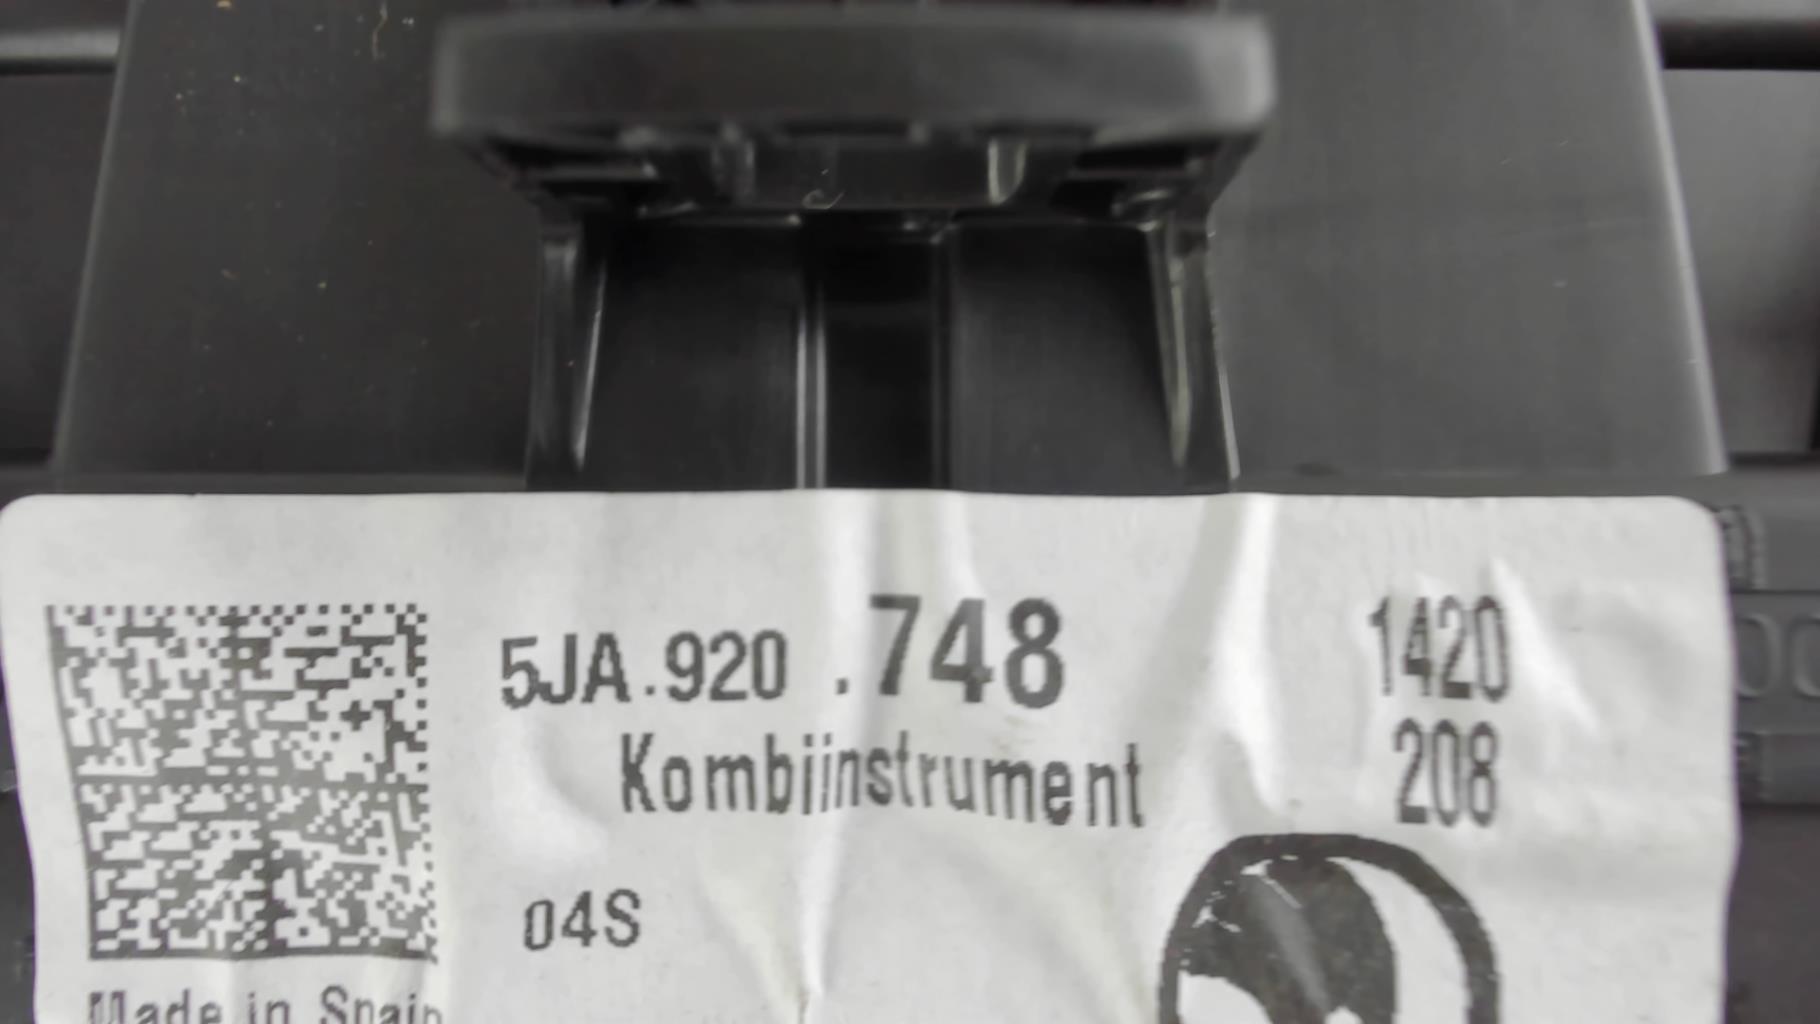 5JA.920 .748 1420
Kombiinstrument 208
04S
Made in Spain